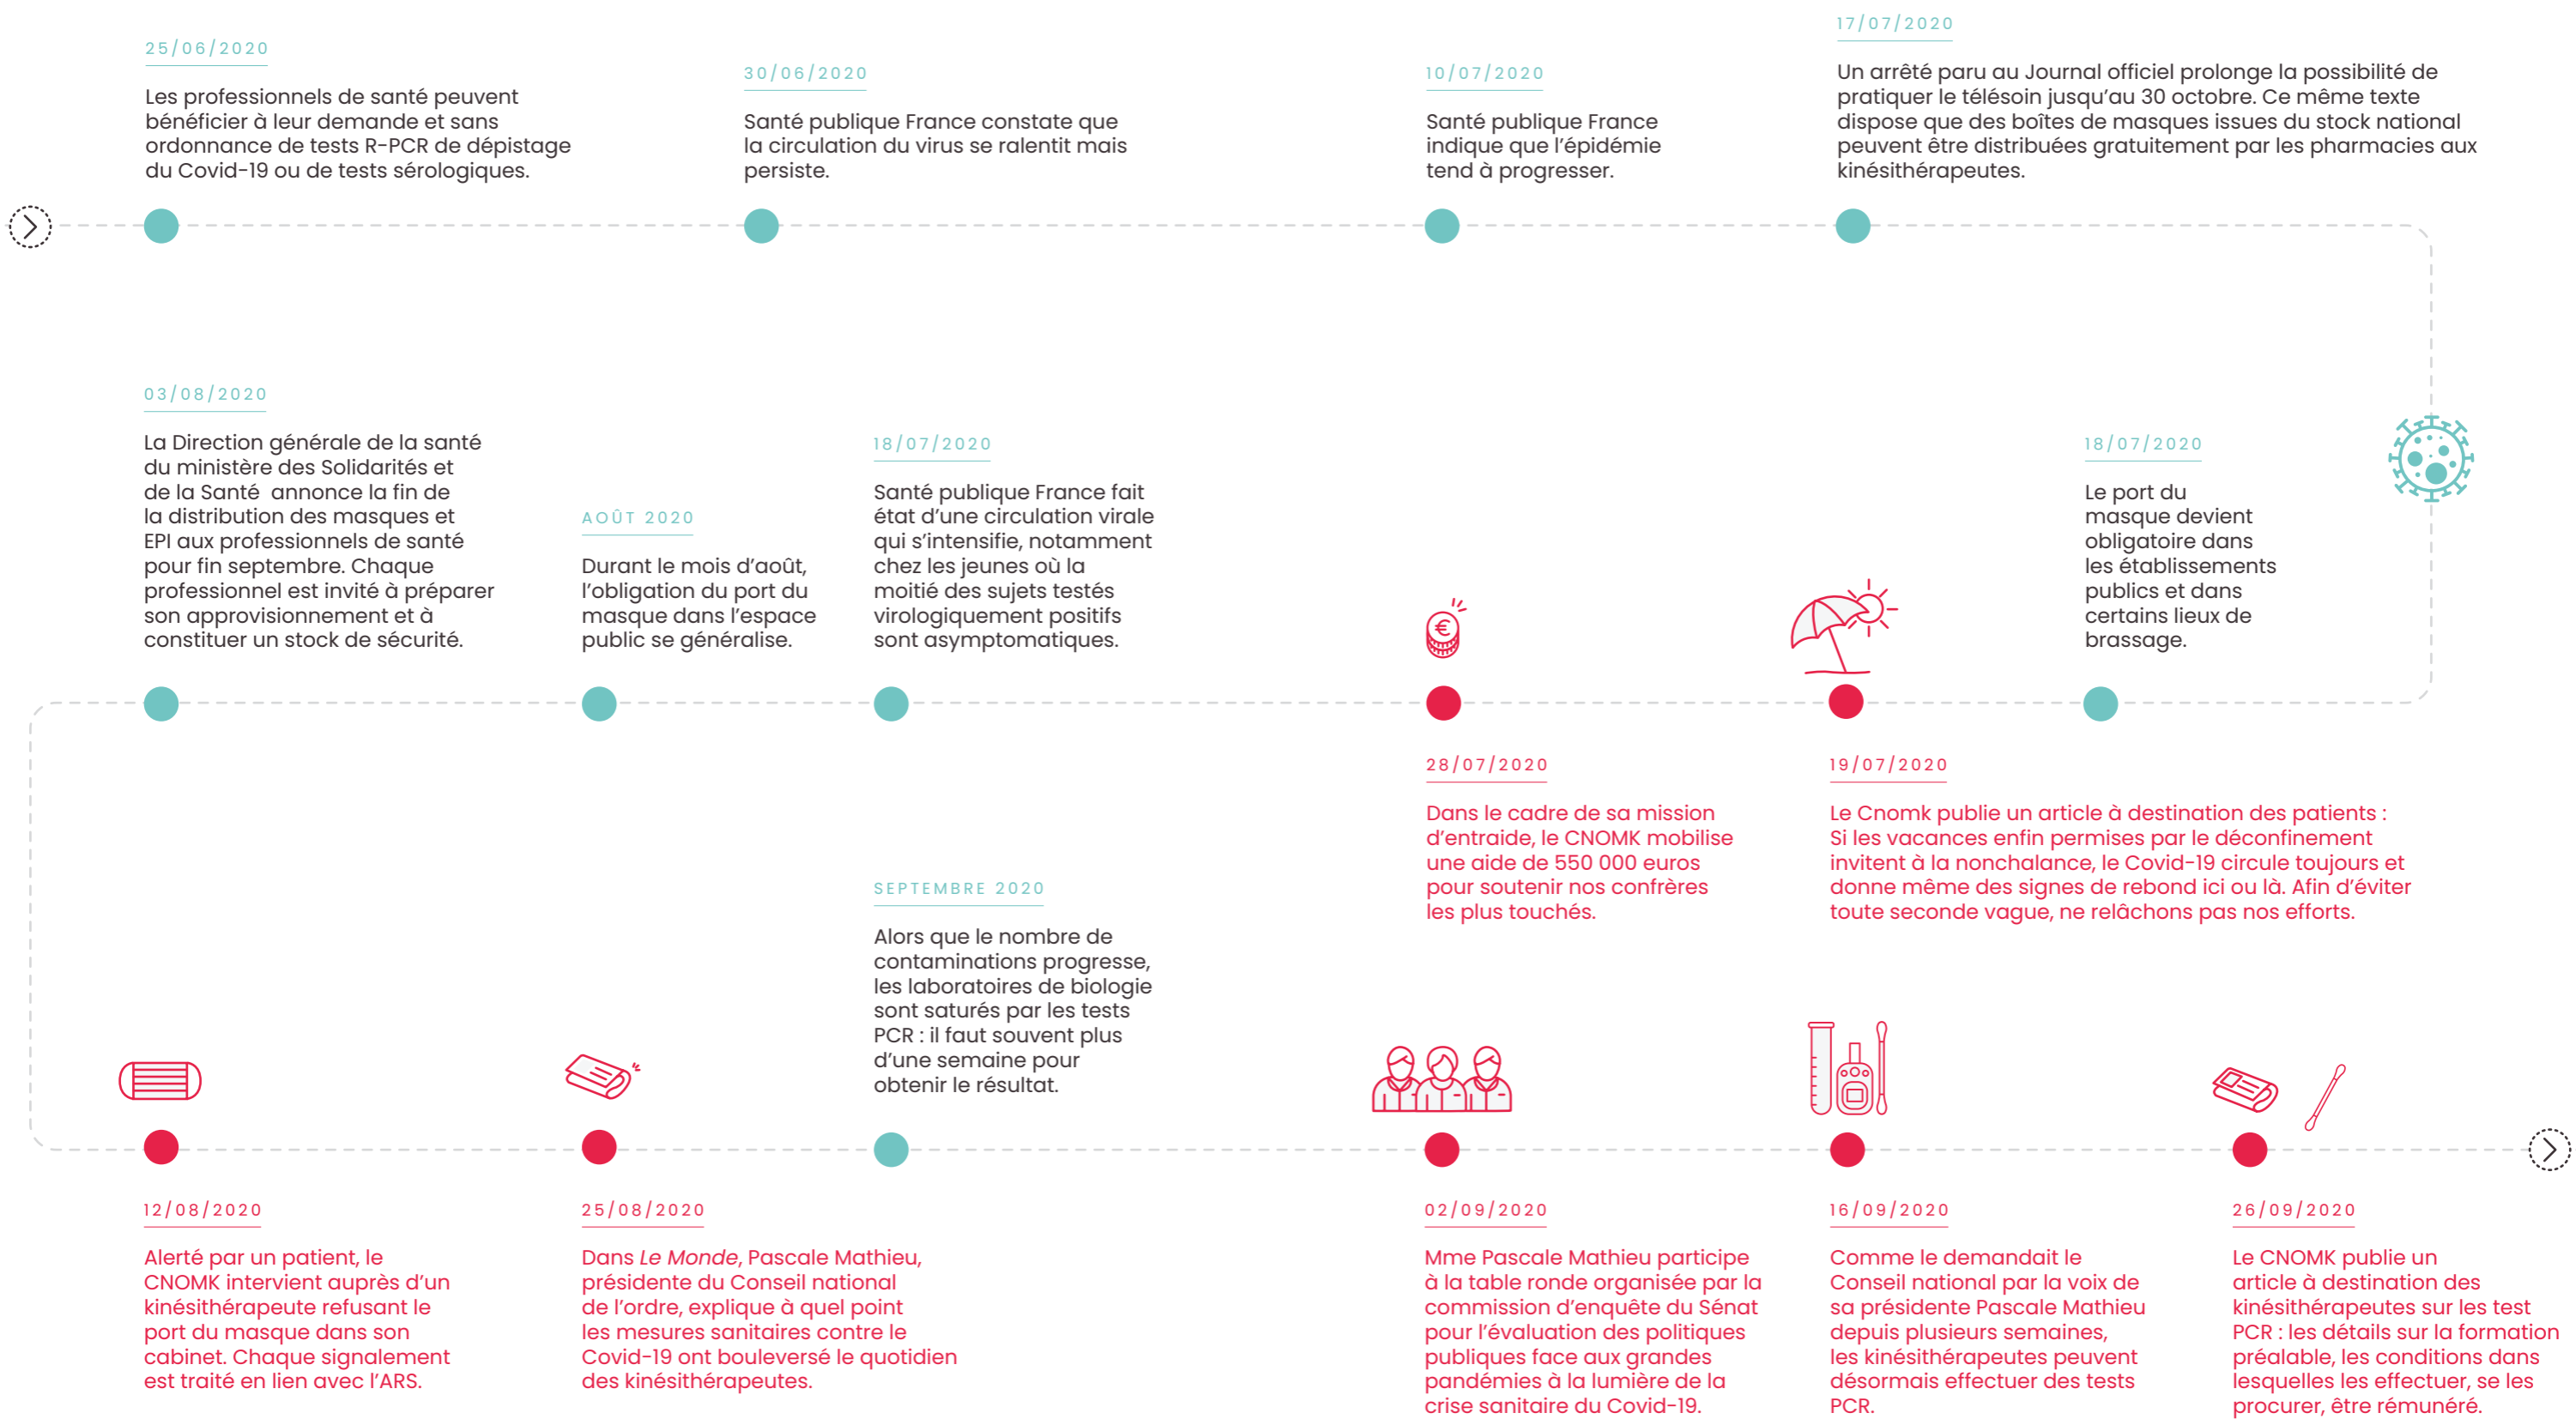 25/06/2020
Les professionnels de santé peuvent
bénéficier à leur demande et sans
ordonnance de tests R-PCR de dépistage
du Covid-19 ou de tests sérologiques.
30/06/2020
Santé publique France constate que
la circulation du virus se ralentit mais
persiste.
10/07/2020
Santé publique France
indique que l'épidémie
tend à progresser.
17/07/2020
Un arrêté paru au Journal officiel prolonge la possibilité de
pratiquer le télésoin jusqu'au 30 octobre. Ce même texte
dispose que des boîtes de masques issues du stock national
peuvent être distribuées gratuitement par les pharmacies aux
kinésithérapeutes.
18/07/2020
Le port du
masque devient
obligatoire dans
les établissements
publics et dans
certains lieux de
brassage.
19/07/2020
Le Cnomk publie un article à destination des patients :
Si les vacances enfin permises par le déconfinement
invitent à la nonchalance, le Covid-19 circule toujours et
donne même des signes de rebond ici ou là. Afin d'éviter
toute seconde vague, ne relâchons pas nos efforts.
€
28/07/2020
Dans le cadre de sa mission
d'entraide, le CNOMK mobilise
une aide de 550 000 euros
pour soutenir nos confrères
les plus touchés.
18/07/2020
Santé publique France fait
état d'une circulation virale
qui s'intensifie, notamment
chez les jeunes où la
moitié des sujets testés
virologiquement positifs
sont asymptomatiques.
AOÛT 2020
Durant le mois d'août,
l'obligation du port du
masque dans l'espace
public se généralise.
03/08/2020
La Direction générale de la santé
du ministère des Solidarités et
de la Santé annonce la fin de
la distribution des masques et
EPI aux professionnels de santé
pour fin septembre. Chaque
professionnel est invité à préparer
son approvisionnement et à
constituer un stock de sécurité.
12/08/2020
Alerté par un patient, le
CNOMK intervient auprès d'un
kinésithérapeute refusant le
port du masque dans son
cabinet. Chaque signalement
est traité en lien avec l'ARS.
25/08/2020
Dans Le Monde, Pascale Mathieu,
présidente du Conseil national
de l'ordre, explique à quel point
les mesures sanitaires contre le
Covid-19 ont bouleversé le quotidien
des kinésithérapeutes.
SEPTEMBRE 2020
Alors que le nombre de
contaminations progresse,
les laboratoires de biologie
sont saturés par les tests
PCR : il faut souvent plus
d'une semaine pour
obtenir le résultat.
02/09/2020
Mme Pascale Mathieu participe
à la table ronde organisée par la
commission d'enquête du Sénat
pour l'évaluation des politiques
publiques face aux grandes
pandémies à la lumière de la
crise sanitaire du Covid-19.
16/09/2020
Comme le demandait le
Conseil national par la voix de
sa présidente Pascale Mathieu
depuis plusieurs semaines,
les kinésithérapeutes peuvent
désormais effectuer des tests
PCR.
26/09/2020
Le CNOMK publie un
article à destination des
kinésithérapeutes sur les test
PCR : les détails sur la formation
préalable, les conditions dans
lesquelles les effectuer, se les
procurer, être rémunéré.